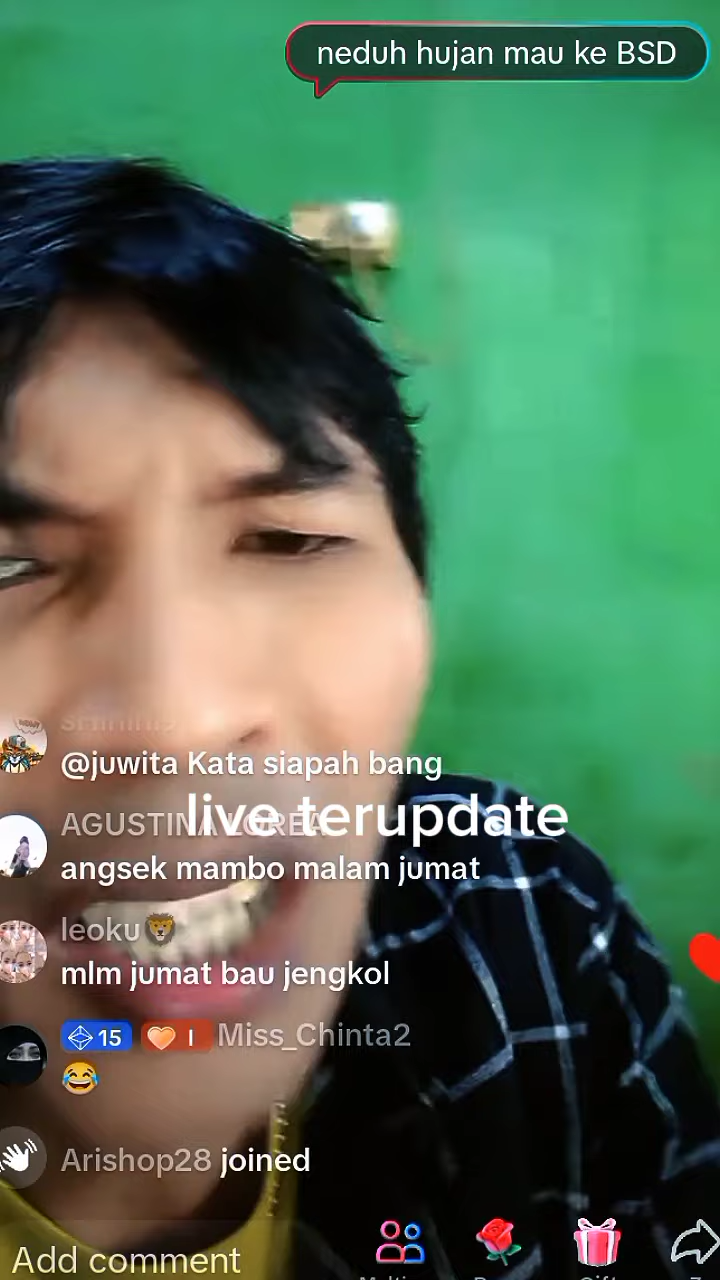 neduh hujan mau ke BSD
@juwita Kata siapah bang
live terupdate
AGUSTINA
angsek mambo malam jumat
leoku🦁
mlm jumat bau jengkol
15 I Miss_Chinta2
😂
Arishop28 joined
Add comment